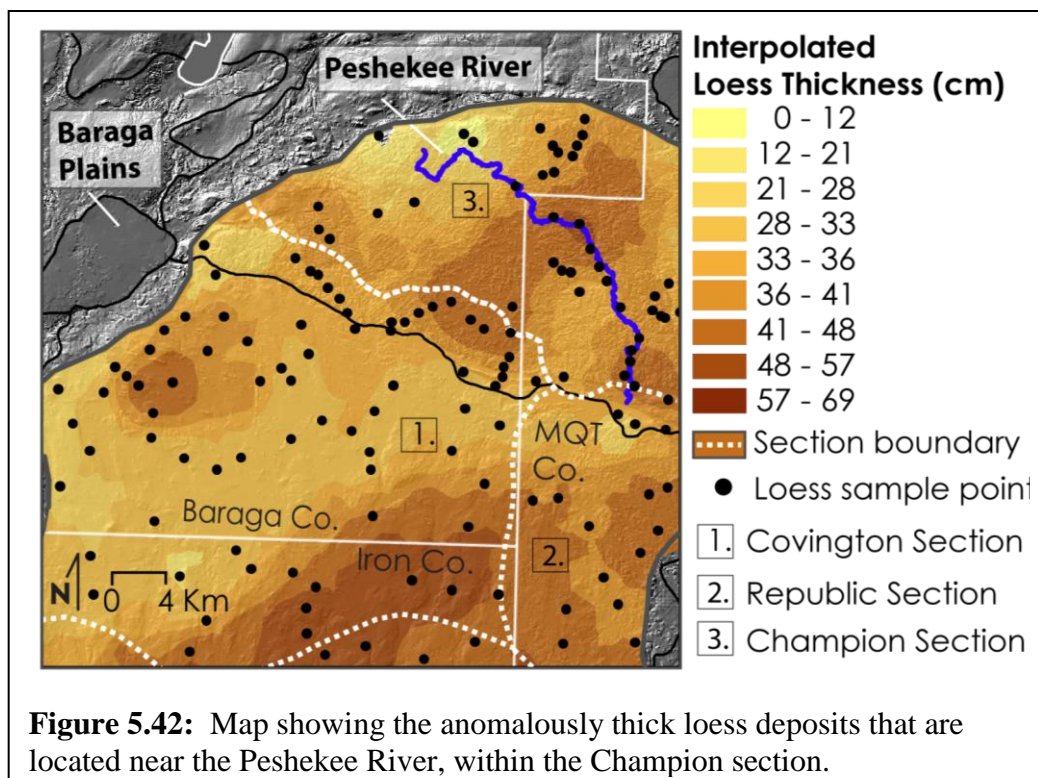 Peshekee River
Baraga
Plains
3.
1.
MQT
Co.
Baraga Co.
Iron Co.
2.
N
0 4 Km
Interpolated
Loess Thickness (cm)
0 - 12
12 - 21
21 - 28
28 - 33
33 - 36
36 - 41
41 - 48
48 - 57
57 - 69
Section boundary
Loess sample point
1. Covington Section
2. Republic Section
3. Champion Section
Figure 5.42: Map showing the anomalously thick loess deposits that are
located near the Peshekee River, within the Champion section.